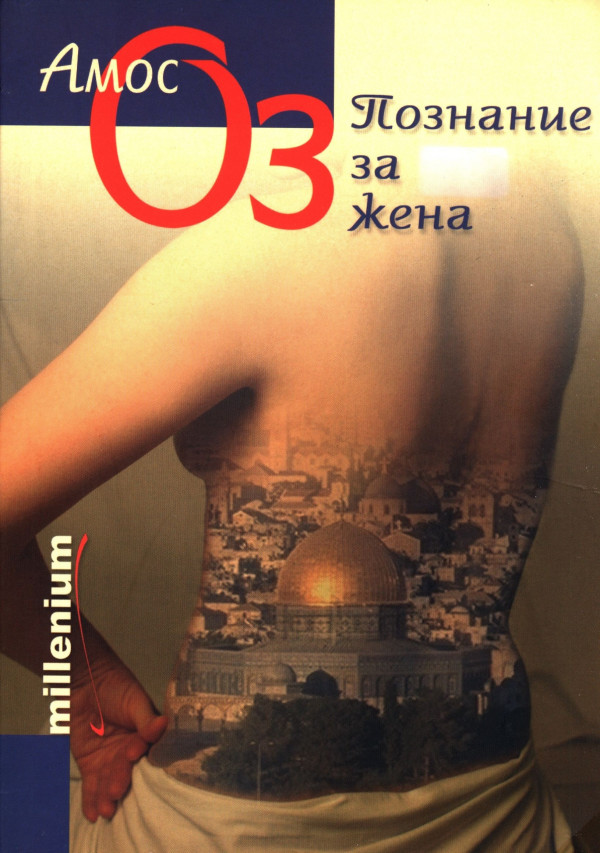 Амос
Оз
Познание
за
жена
millenium